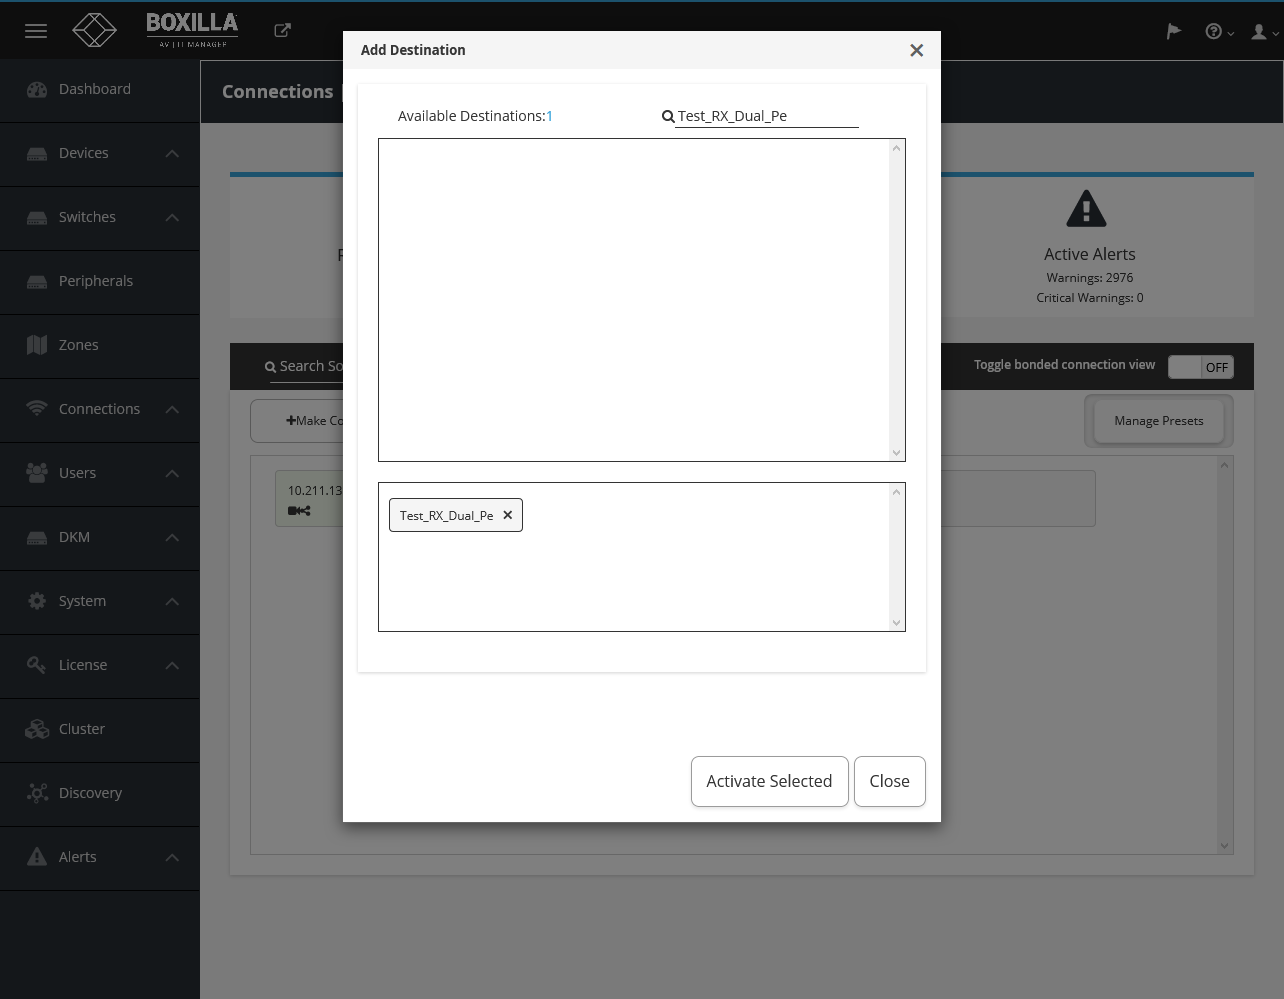 BOXILLA
AV | IT MANAGER
Add Destination
Dashboard
Connections
Available Destinations:1
Test_RX_Dual_Pe
Devices
Switches
Active Alerts
Warnings: 2976
Critical Warnings: 0
Peripherals
Zones
Search So
Toggle bonded connection view
OFF
Connections
Make Co
Manage Presets
Users
10.211.13
Test_RX_Dual_Pe
DKM
System
License
Cluster
Activate Selected
Close
Discovery
Alerts